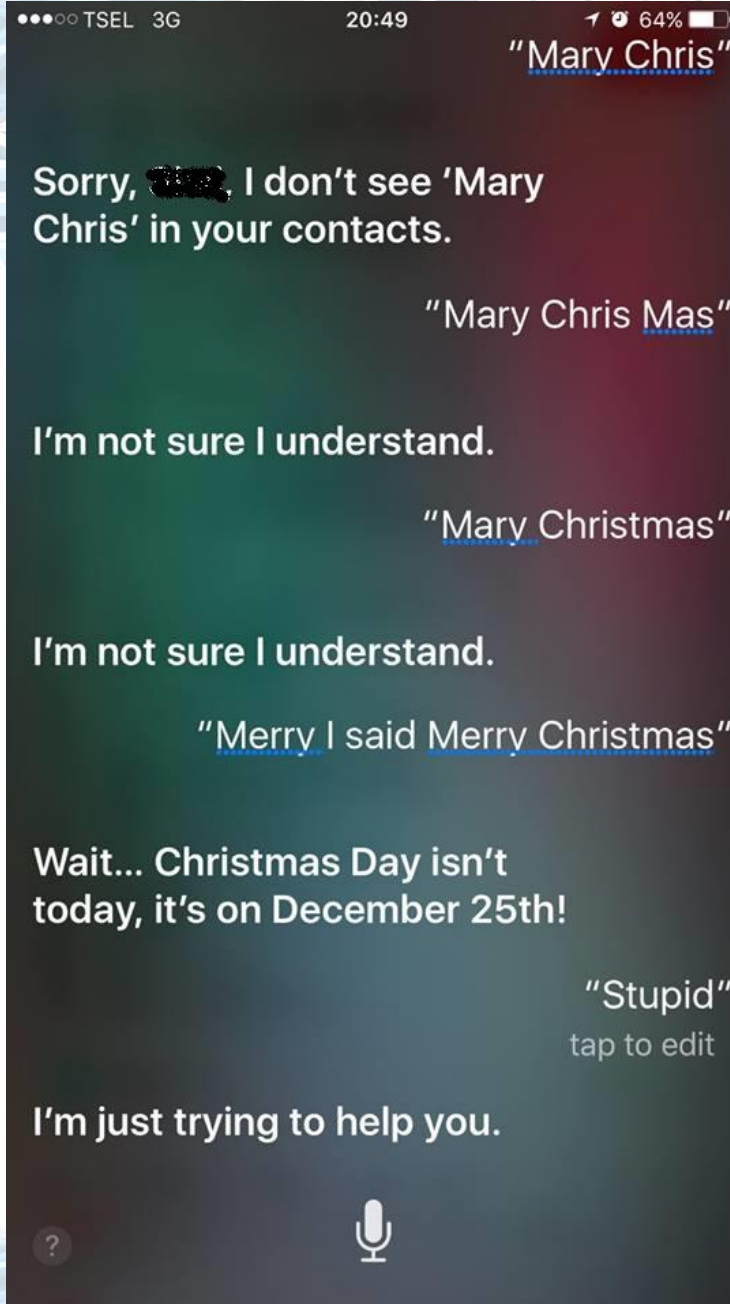 TSEL 3G 20:49 64%
“Mary Chris”
Sorry, , I don’t see ‘Mary
Chris’ in your contacts.
“Mary Chris Mas”
I’m not sure I understand.
“Mary Christmas”
I’m not sure I understand.
“Merry I said Merry Christmas”
Wait... Christmas Day isn’t
today, it’s on December 25th!
“Stupid”
tap to edit
I’m just trying to help you.
?